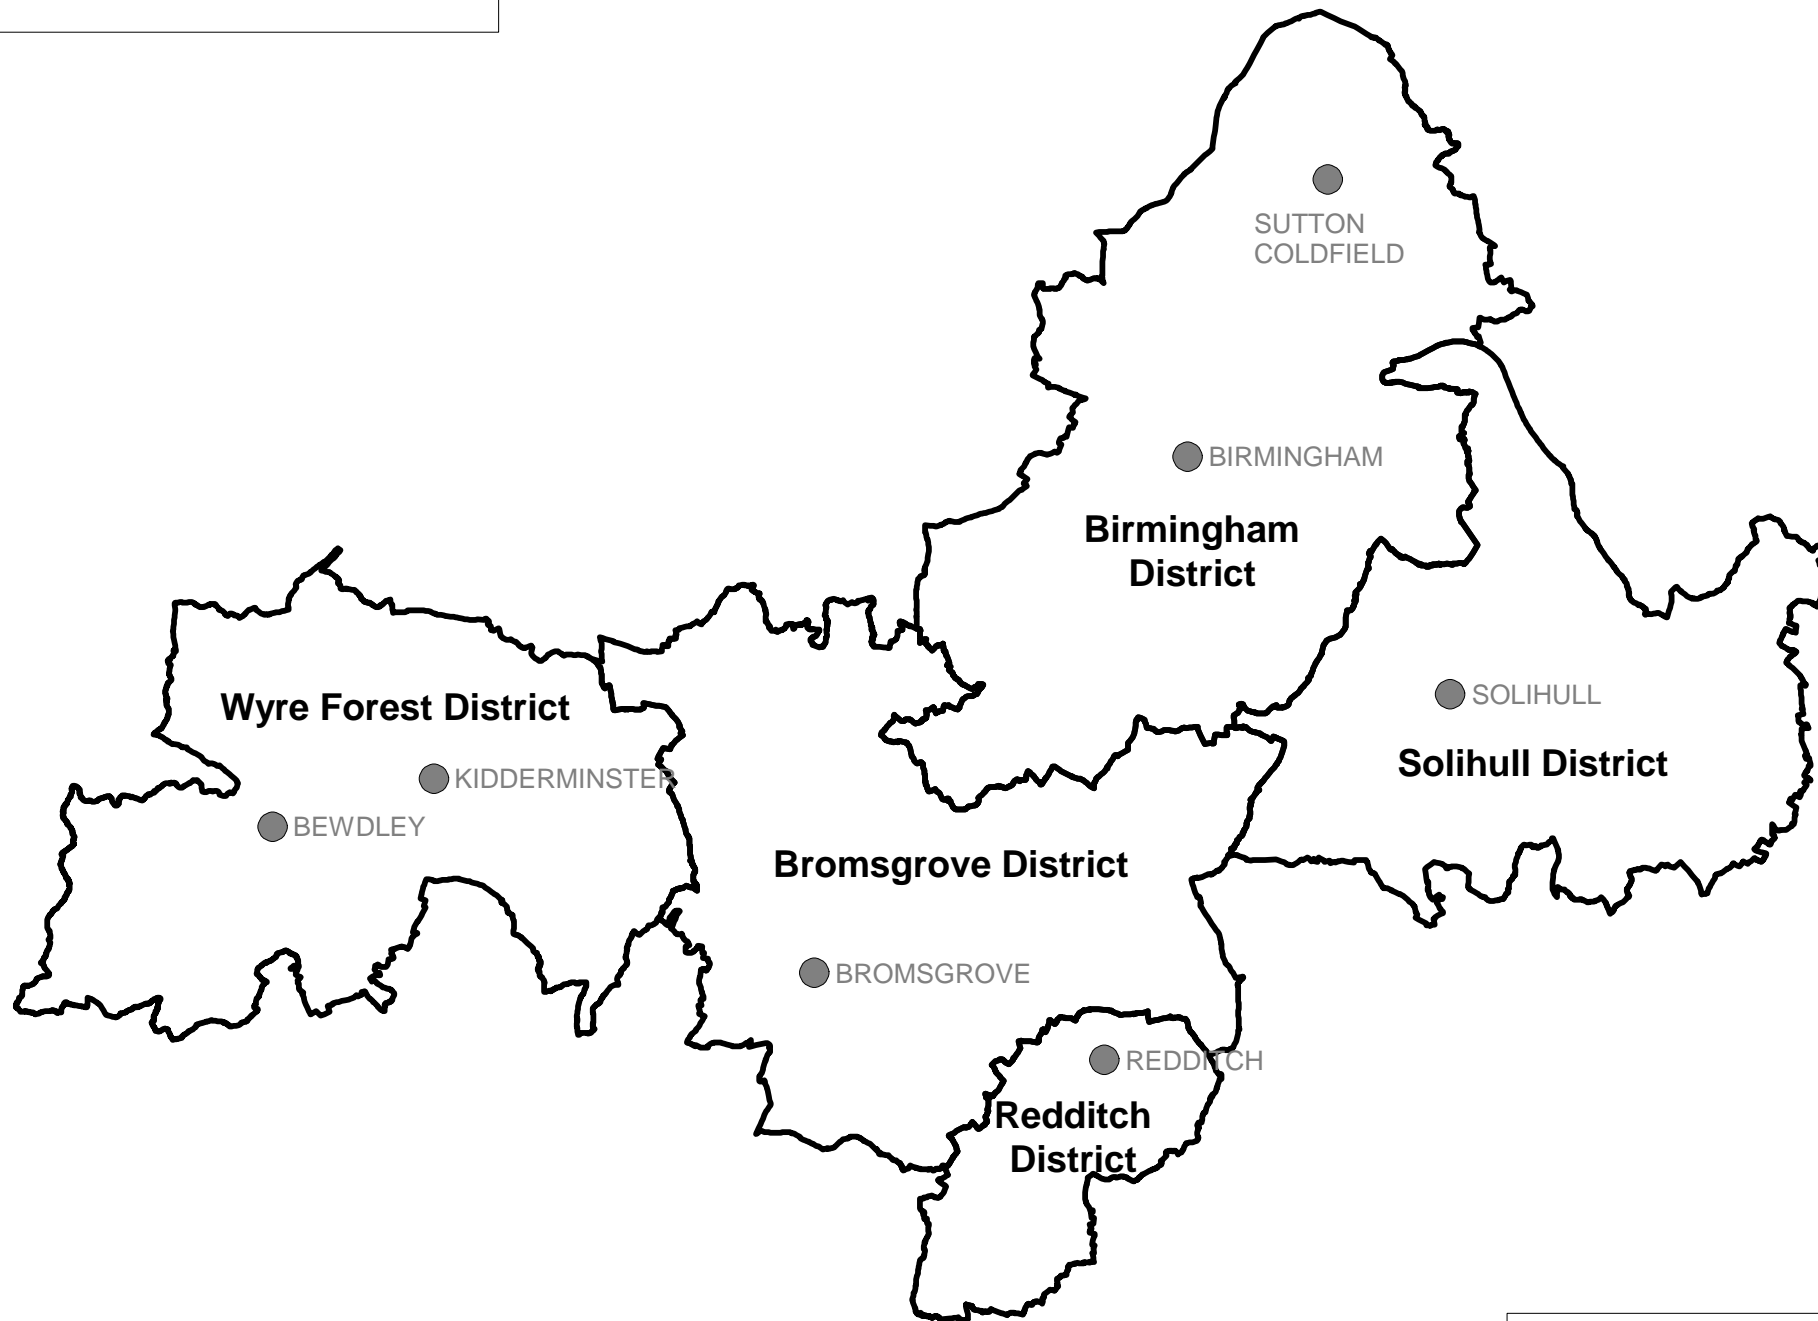 SUTTON
COLDFIELD
BIRMINGHAM
Birmingham
District
SOLIHULL
Solihull District
Wyre Forest District
KIDDERMINSTER
BEWDLEY
Bromsgrove District
BROMSGROVE
REDDITCH
Redditch
District